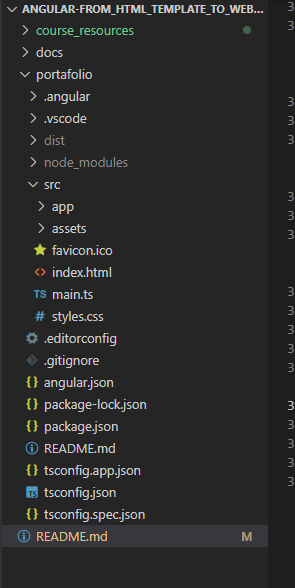 ANGULAR-FROM_HTML_TEMPLATE_TO_WEB...
course_resources
docs
portafolio
.angular
.vscode
dist
node_modules
src
app
assets
favicon.ico
index.html
TS main.ts
# styles.css
.editorconfig
.gitignore
{} angular.json
{} package-lock.json
{} package.json
README.md
{} tsconfig.app.json
TS tsconfig.json
{} tsconfig.spec.json
README.md M